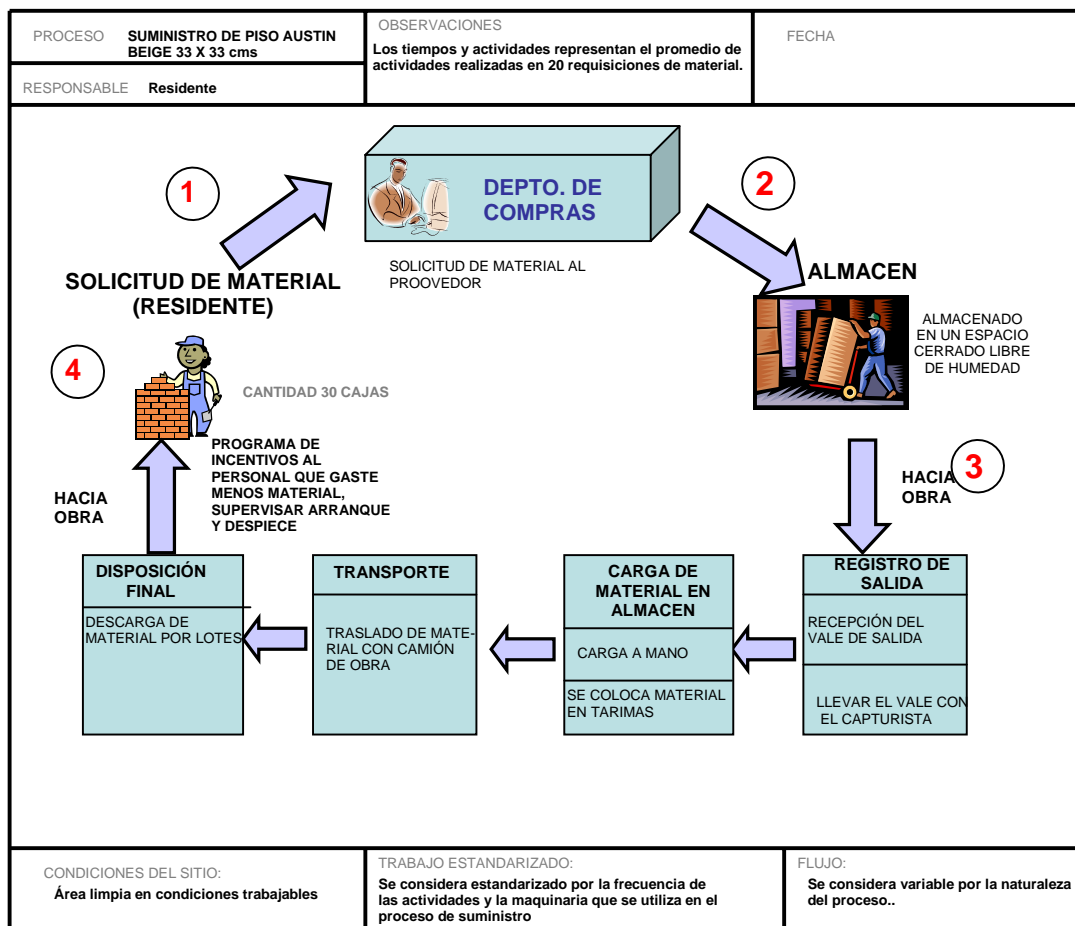 PROCESO SUMINISTRO DE PISO AUSTIN
BEIGE 33 X 33 cms
RESPONSABLE Residente
OBSERVACIONES
Los tiempos y actividades representan el promedio de
actividades realizadas en 20 requisiciones de material.
FECHA
1
DEPTO. DE
COMPRAS
2
SOLICITUD DE MATERIAL AL
PROOVEDOR
SOLICITUD DE MATERIAL
(RESIDENTE)
ALMACEN
ALMACENADO
EN UN ESPACIO
CERRADO LIBRE
DE HUMEDAD
4
CANTIDAD 30 CAJAS
PROGRAMA DE
INCENTIVOS AL
PERSONAL QUE GASTE
MENOS MATERIAL,
SUPERVISAR ARRANQUE
Y DESPIECE
HACIA
OBRA
HACIA
OBRA
3
DISPOSICIÓN
FINAL
DESCARGA DE
MATERIAL POR LOTES
TRANSPORTE
TRASLADO DE MATE-
RIAL CON CAMIÓN
DE OBRA
CARGA DE
MATERIAL EN
ALMACEN
CARGA A MANO
SE COLOCA MATERIAL
EN TARIMAS
REGISTRO DE
SALIDA
RECEPCIÓN DEL
VALE DE SALIDA
LLEVAR EL VALE CON
EL CAPTURISTA
CONDICIONES DEL SITIO:
Área limpia en condiciones trabajables
TRABAJO ESTANDARIZADO:
Se considera estandarizado por la frecuencia de
las actividades y la maquinaria que se utiliza en el
proceso de suministro
FLUJO:
Se considera variable por la naturaleza
del proceso..